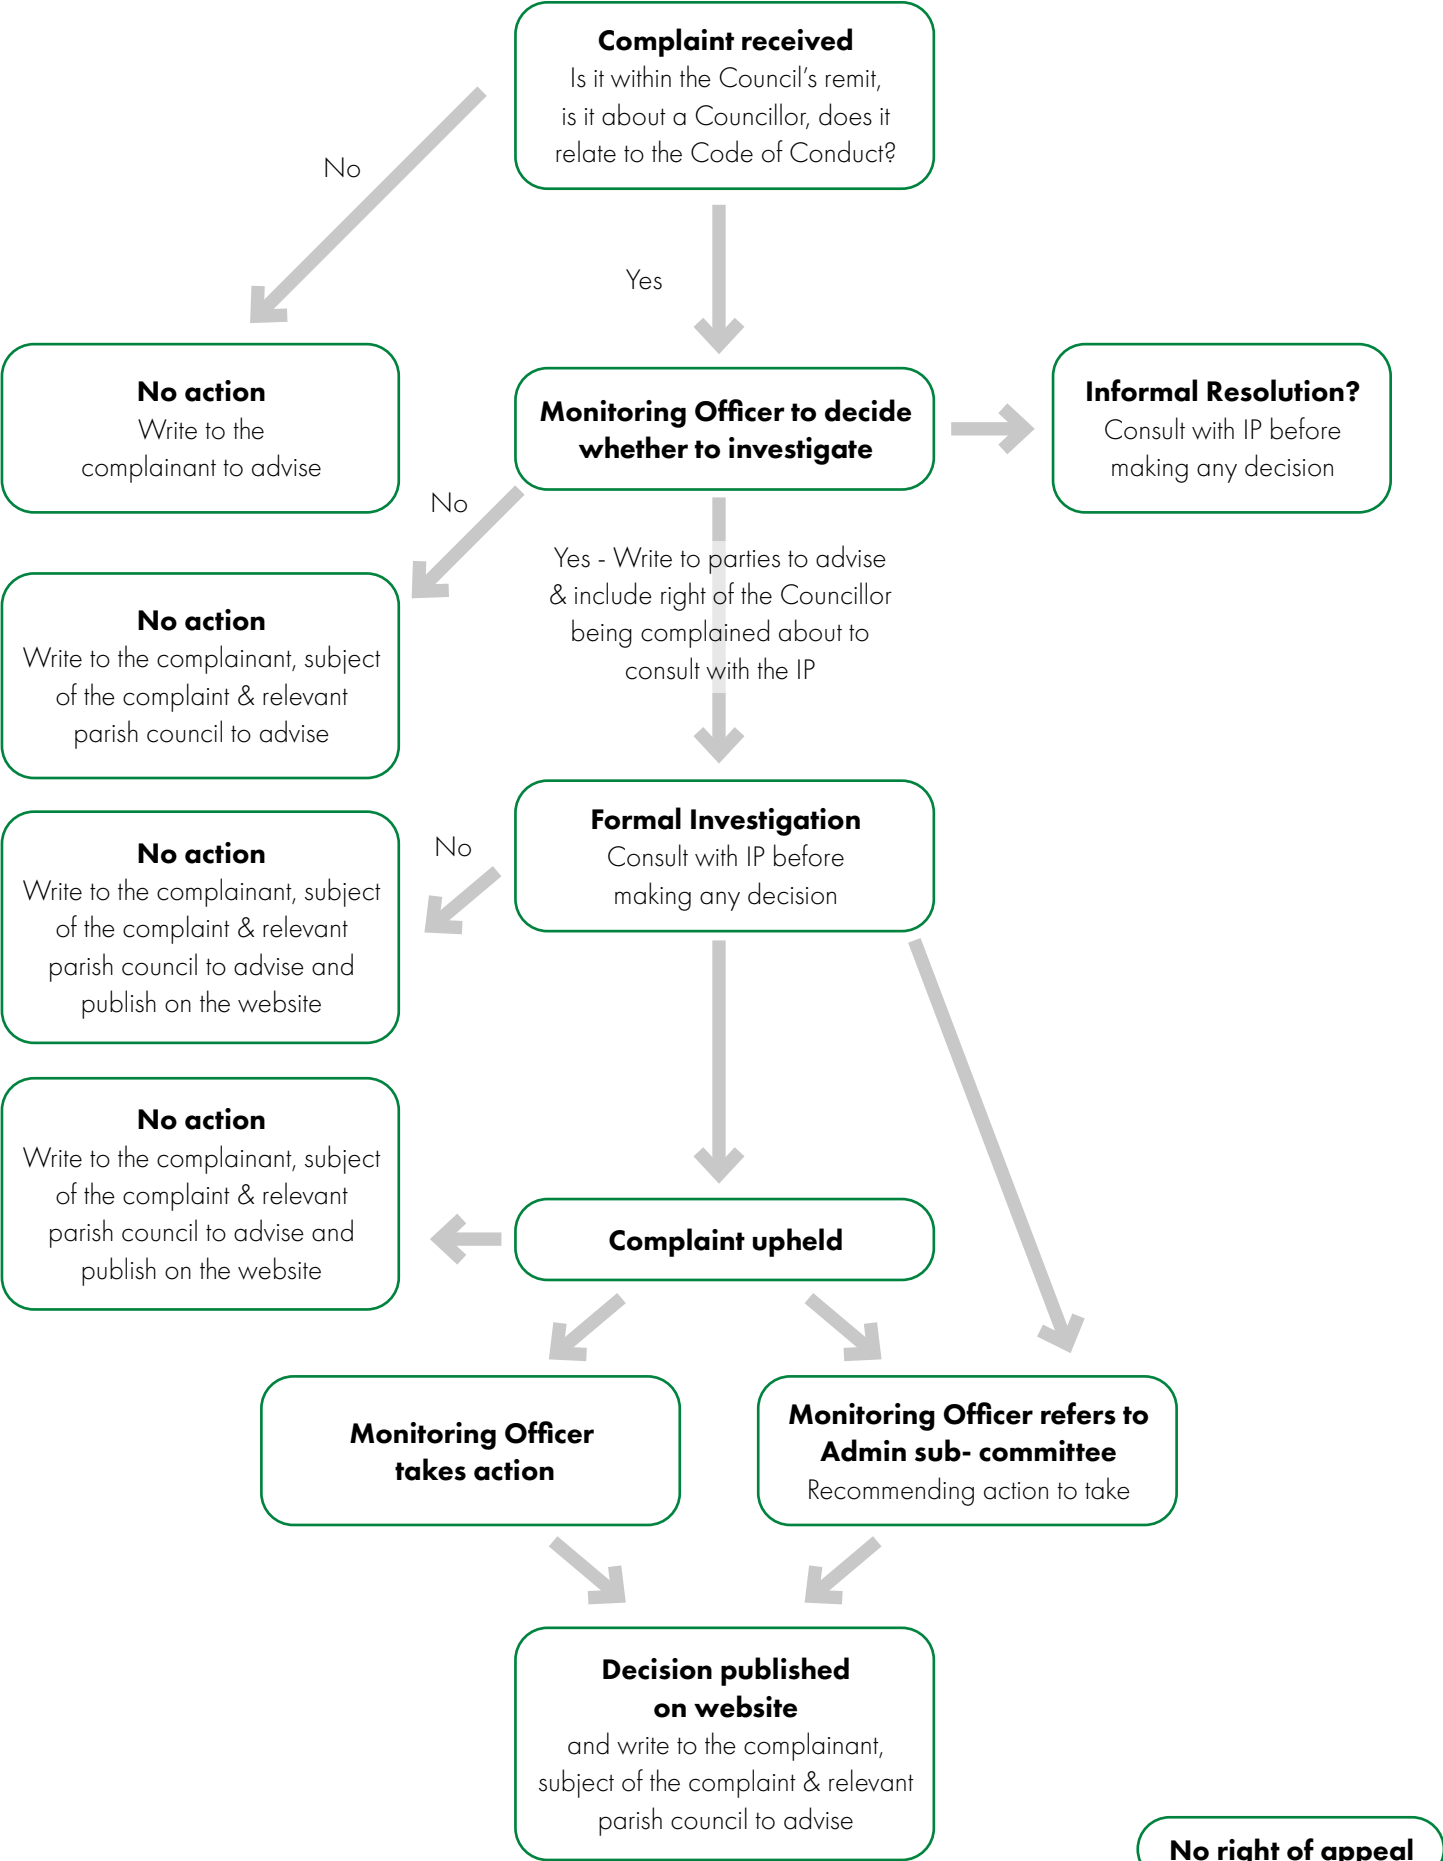 Complaint received
Is it within the Council’s remit,
is it about a Councillor, does it
relate to the Code of Conduct?
No
Yes
No action
Write to the
complainant to advise
Monitoring Officer to decide
whether to investigate
Informal Resolution?
Consult with IP before
making any decision
No
Yes - Write to parties to advise
& include right of the Councillor
being complained about to
consult with the IP
No action
Write to the complainant, subject
of the complaint & relevant
parish council to advise
Formal Investigation
Consult with IP before
making any decision
No
No action
Write to the complainant, subject
of the complaint & relevant
parish council to advise and
publish on the website
No action
Write to the complainant, subject
of the complaint & relevant
parish council to advise and
publish on the website
Complaint upheld
Monitoring Officer
takes action
Monitoring Officer refers to
Admin sub- committee
Recommending action to take
Decision published
on website
and write to the complainant,
subject of the complaint & relevant
parish council to advise
No right of appeal